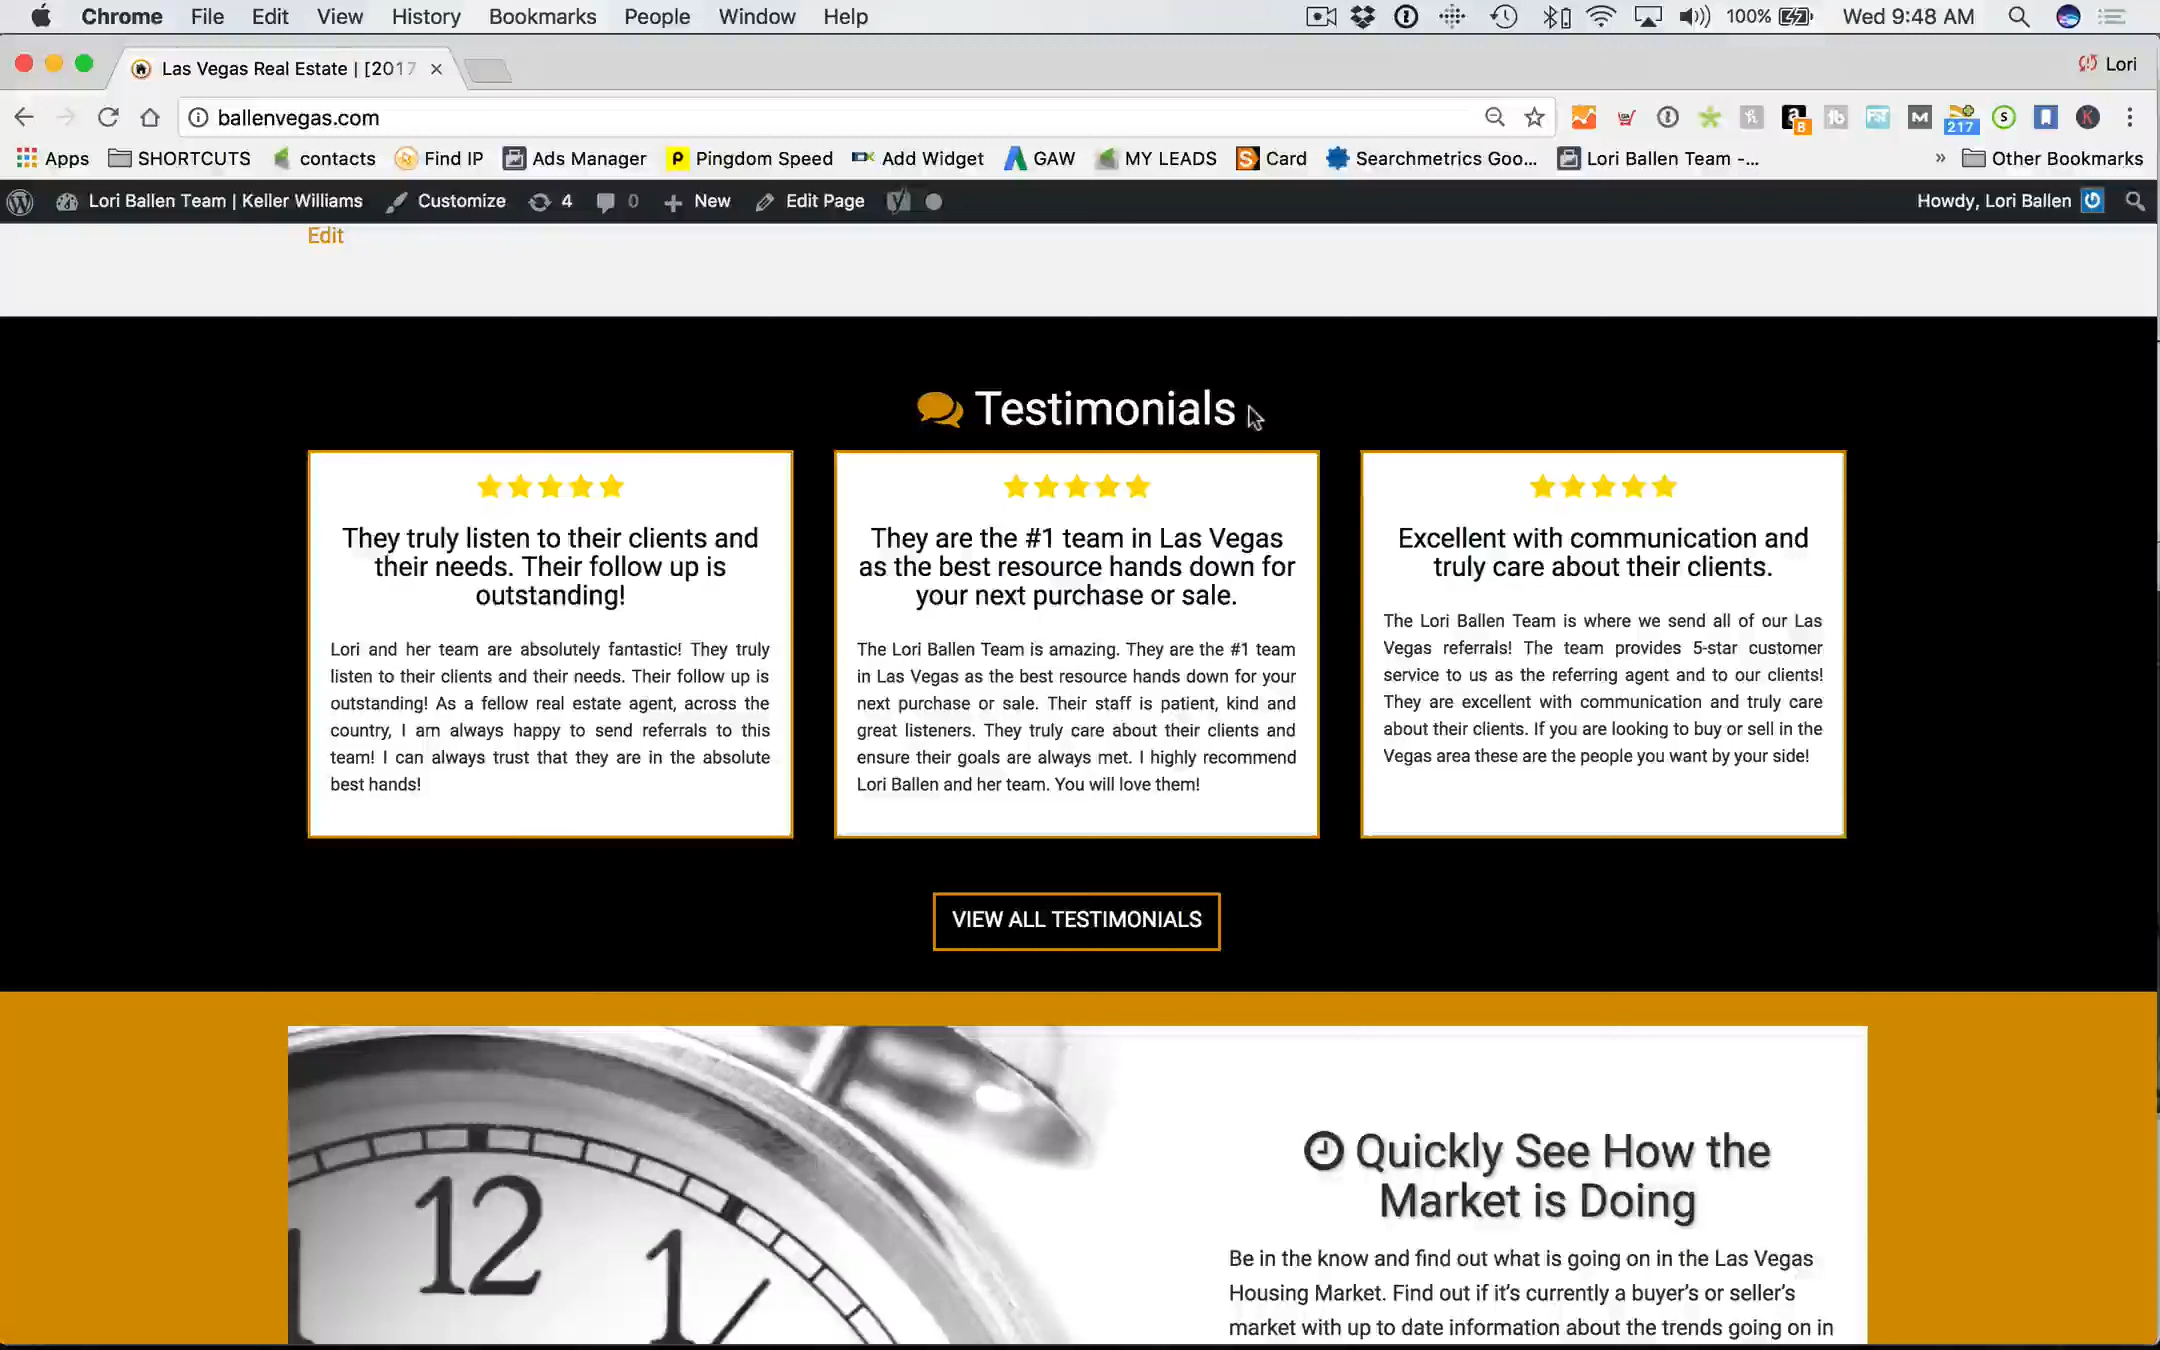 Chrome File Edit View History Bookmarks People Window Help 100% Wed 9:48 AM
Las Vegas Real Estate | [2017 Lori
ballenvegas.com 217
Apps SHORTCUTS contacts Find IP Ads Manager Pingdom Speed Add Widget GAW MY LEADS Card Searchmetrics Goo... Lori Ballen Team -... » Other Bookmarks
Lori Ballen Team | Keller Williams Customize 4 0 New Edit Page Howdy, Lori Ballen
Edit
Testimonials
They truly listen to their clients and
their needs. Their follow up is
outstanding!
Lori and her team are absolutely fantastic! They truly
listen to their clients and their needs. Their follow up is
outstanding! As a fellow real estate agent, across the
country, I am always happy to send referrals to this
team! I can always trust that they are in the absolute
best hands!
They are the #1 team in Las Vegas
as the best resource hands down for
your next purchase or sale.
The Lori Ballen Team is amazing. They are the #1 team
in Las Vegas as the best resource hands down for your
next purchase or sale. Their staff is patient, kind and
great listeners. They truly care about their clients and
ensure their goals are always met. I highly recommend
Lori Ballen and her team. You will love them!
Excellent with communication and
truly care about their clients.
The Lori Ballen Team is where we send all of our Las
Vegas referrals! The team provides 5-star customer
service to us as the referring agent and to our clients!
They are excellent with communication and truly care
about their clients. If you are looking to buy or sell in the
Vegas area these are the people you want by your side!
VIEW ALL TESTIMONIALS
12
1
Quickly See How the
Market is Doing
Be in the know and find out what is going on in the Las Vegas
Housing Market. Find out if it's currently a buyer's or seller's
market with up to date information about the trends going on in